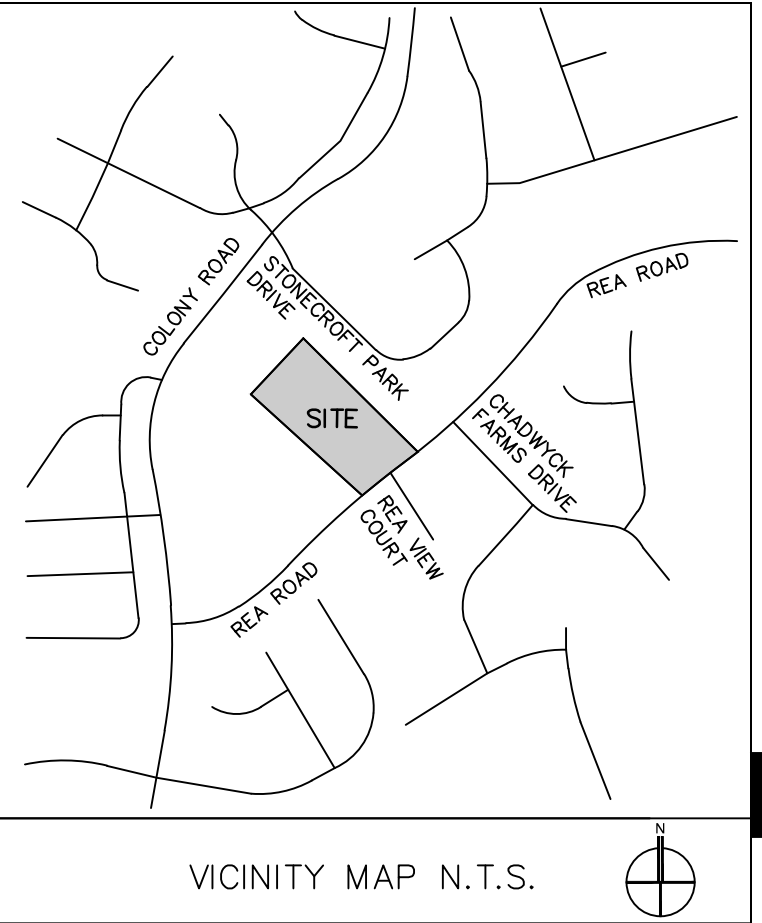 COLONY ROAD
STONECROFT PARK
DRIVE
REA ROAD
SITE
CHADWYCK
FARMS DRIVE
REA VIEW
COURT
REA ROAD
VICINITY MAP N.T.S.
N